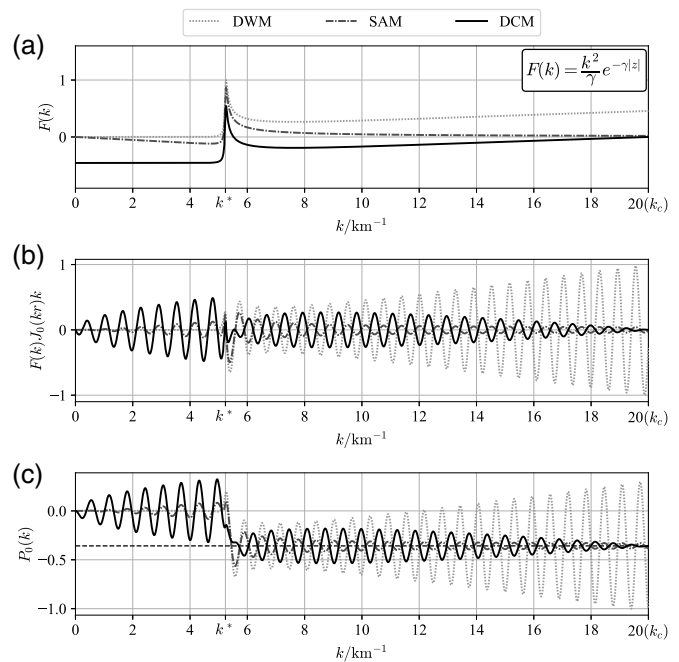 DWM SAM DCM
(a)
F(k) = k²/γ e^{-γ|z|}
1
0
F(k)
0 2 4 k* 6 8 10 12 14 16 18 20(k_c)
k/km⁻¹
(b)
1
0
−1
F(k)J₀(kr)k
0 2 4 k* 6 8 10 12 14 16 18 20(k_c)
k/km⁻¹
(c)
0.0
−0.5
−1.0
P₀(k)
0 2 4 k* 6 8 10 12 14 16 18 20(k_c)
k/km⁻¹